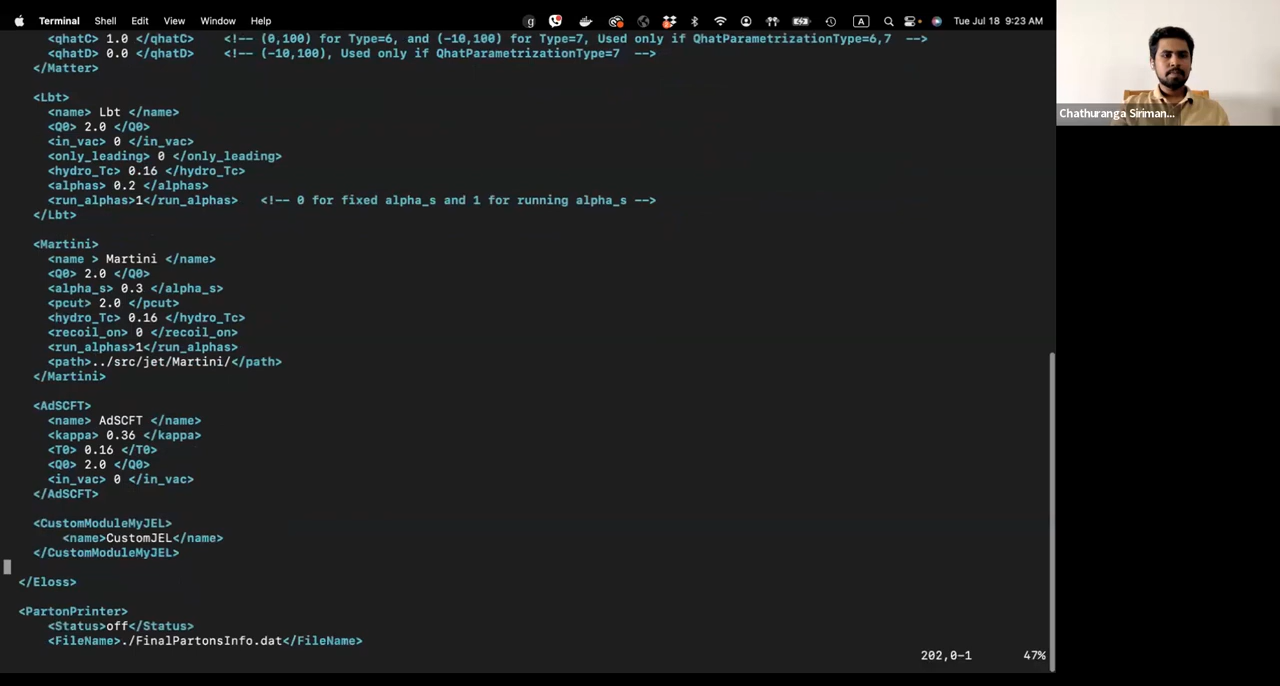 Terminal Shell Edit View Window Help
A
Tue Jul 18 9:23 AM
<qhatC> 1.0 </qhatC> <!-- (0,100) for Type=6, and (-10,100) for Type=7, Used only if QhatParametrizationType=6,7 -->
<qhatD> 0.0 </qhatD> <!-- (-10,100), Used only if QhatParametrizationType=7 -->
</Matter>
<Lbt>
<name> Lbt </name>
<Q0> 2.0 </Q0>
<in_vac> 0 </in_vac>
<only_leading> 0 </only_leading>
<hydro_Tc> 0.16 </hydro_Tc>
<alphas> 0.2 </alphas>
<run_alphas>1</run_alphas> <!-- 0 for fixed alpha_s and 1 for running alpha_s -->
</Lbt>
<Martini>
<name > Martini </name>
<Q0> 2.0 </Q0>
<alpha_s> 0.3 </alpha_s>
<pcut> 2.0 </pcut>
<hydro_Tc> 0.16 </hydro_Tc>
<recoil_on> 0 </recoil_on>
<run_alphas>1</run_alphas>
<path>../src/jet/Martini/</path>
</Martini>
<AdSCFT>
<name> AdSCFT </name>
<kappa> 0.36 </kappa>
<T0> 0.16 </T0>
<Q0> 2.0 </Q0>
<in_vac> 0 </in_vac>
</AdSCFT>
<CustomModuleMyJEL>
<name>CustomJEL</name>
</CustomModuleMyJEL>
</Eloss>
<PartonPrinter>
<Status>off</Status>
<FileName>./FinalPartonsInfo.dat</FileName>
202,0-1 47%
Chathuranga Siriman...